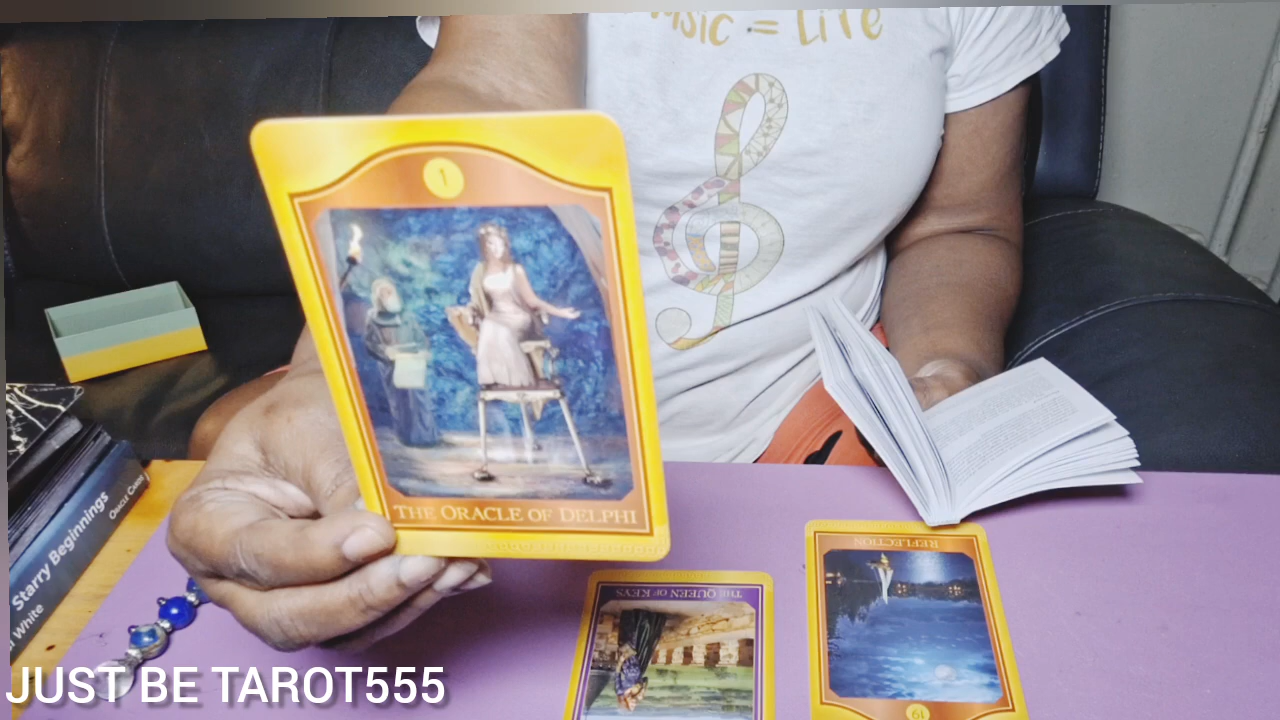 Music = Life
1
THE ORACLE OF DELPHI
Starry Beginnings
ORACLE CARDS
White
THE QUEEN OF KEYS
REFLECTION
19
JUST BE TAROT555